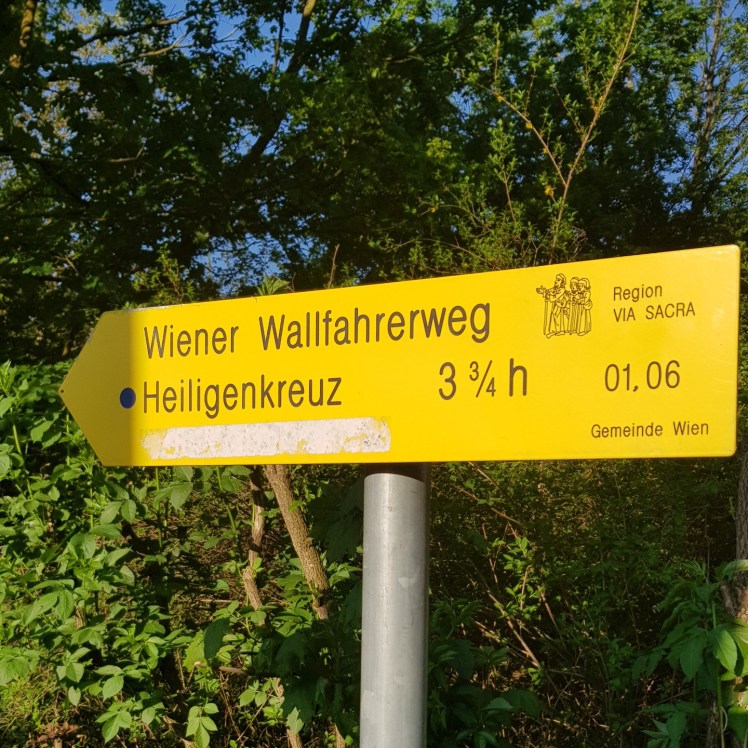 Wiener Wallfahrerweg
Heiligenkreuz 3 ¾ h
Region
VIA SACRA
01, 06
Gemeinde Wien